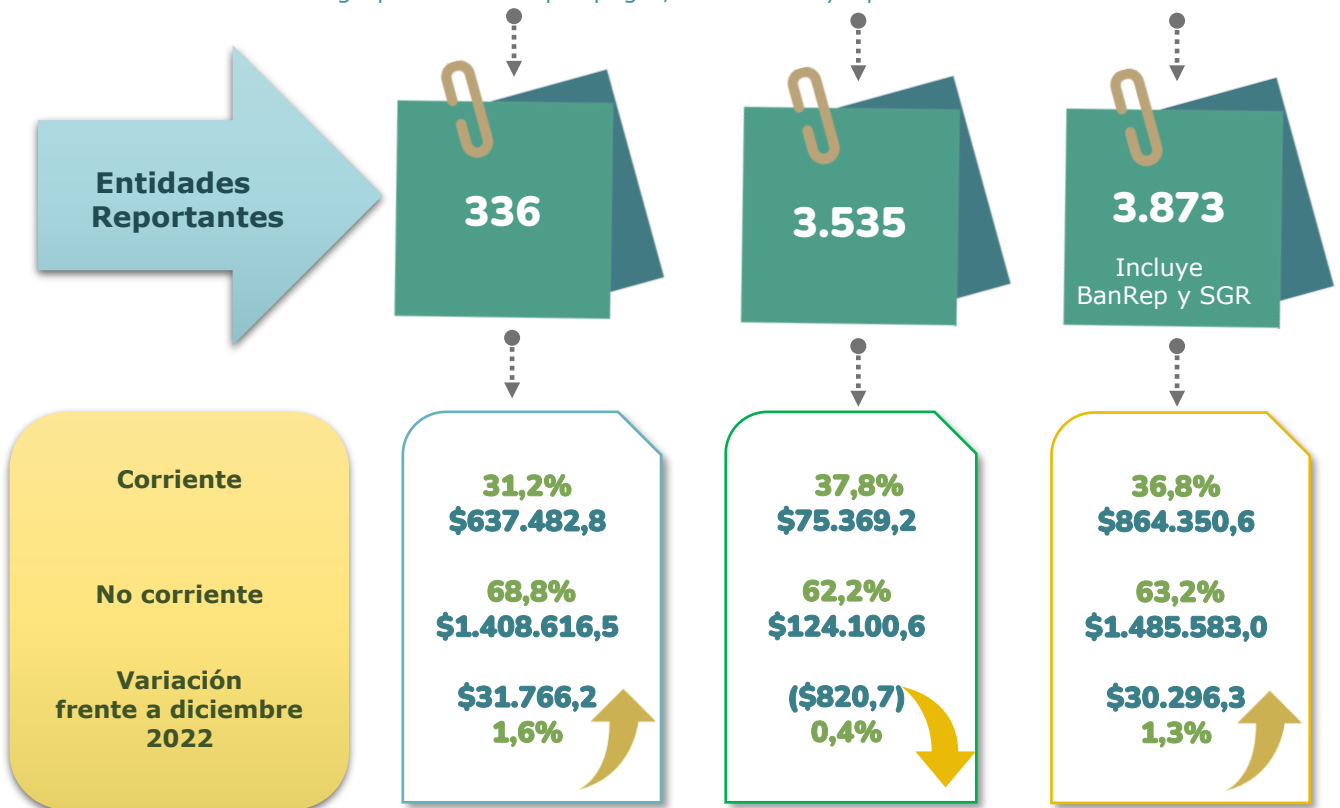 Entidades
Reportantes
336
3.535
3.873
Incluye
BanRep y SGR
Corriente
31,2%
$637.482,8
37,8%
$75.369,2
36,8%
$864.350,6
No corriente
68,8%
$1.408.616,5
62,2%
$124.100,6
63,2%
$1.485.583,0
Variación
frente a diciembre
2022
$31.766,2
1,6%
($820,7)
0,4%
$30.296,3
1,3%